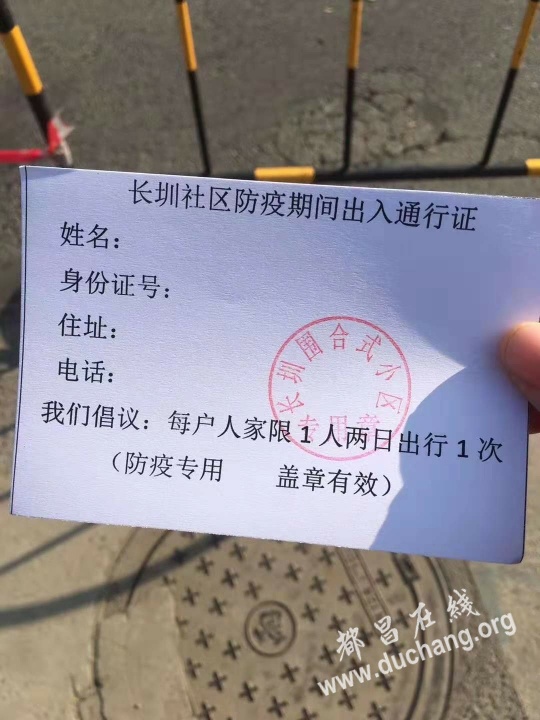 长圳社区防疫期间出入通行证
姓名：
身份证号：
住址：
电话：
长圳围合式小区
专用章
我们倡议：每户人家限1人两日出行1次
（防疫专用 盖章有效）
都昌在线
www.duchang.org